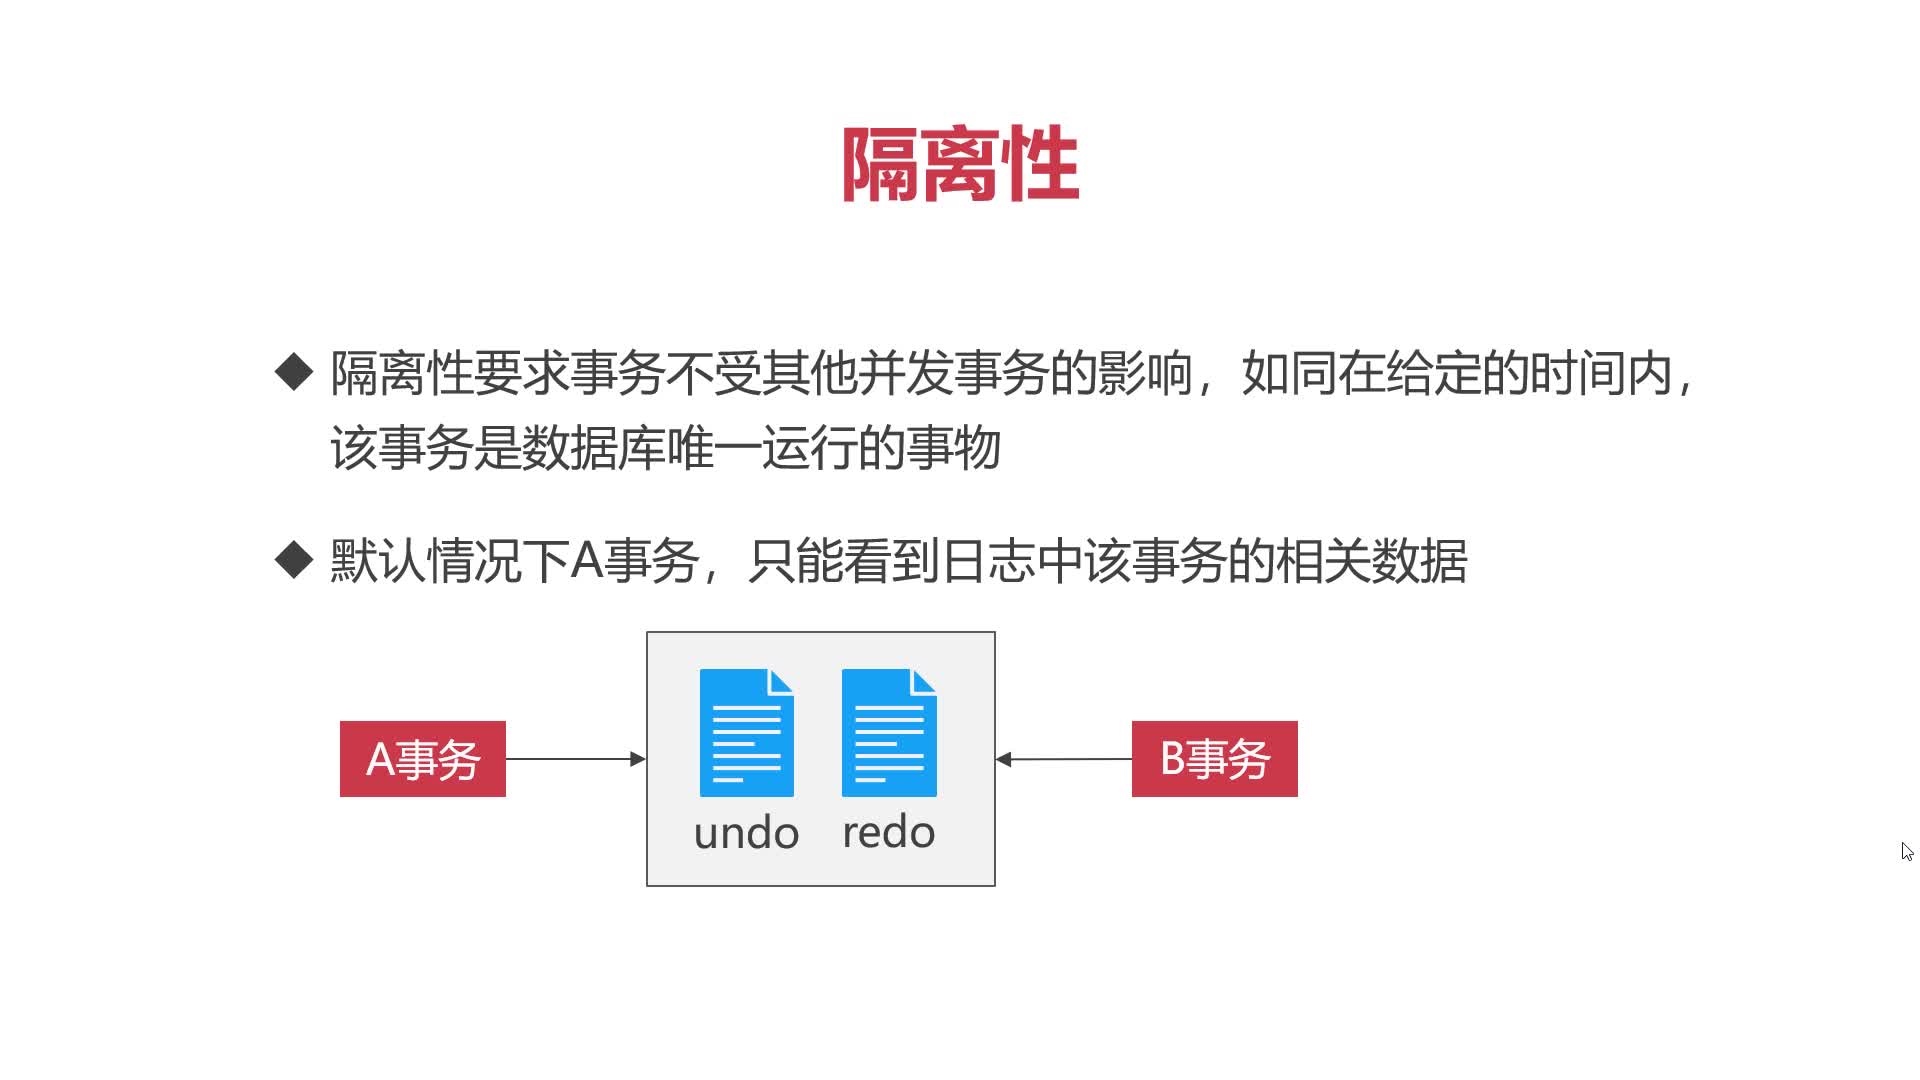 隔离性
◆ 隔离性要求事务不受其他并发事务的影响，如同在给定的时间内，
该事务是数据库唯一运行的事物
◆ 默认情况下A事务，只能看到日志中该事务的相关数据
A事务
B事务
undo redo